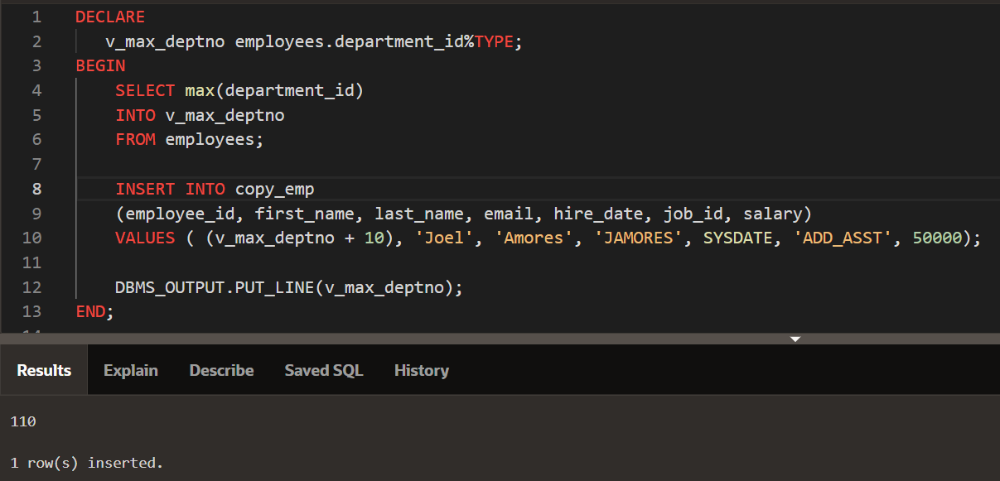 1 DECLARE
2 v_max_deptno employees.department_id%TYPE;
3 BEGIN
4 SELECT max(department_id)
5 INTO v_max_deptno
6 FROM employees;
7
8 INSERT INTO copy_emp
9 (employee_id, first_name, last_name, email, hire_date, job_id, salary)
10 VALUES ( (v_max_deptno + 10), 'Joel', 'Amores', 'JAMORES', SYSDATE, 'ADD_ASST', 50000);
11
12 DBMS_OUTPUT.PUT_LINE(v_max_deptno);
13 END;
Results Explain Describe Saved SQL History
110
1 row(s) inserted.